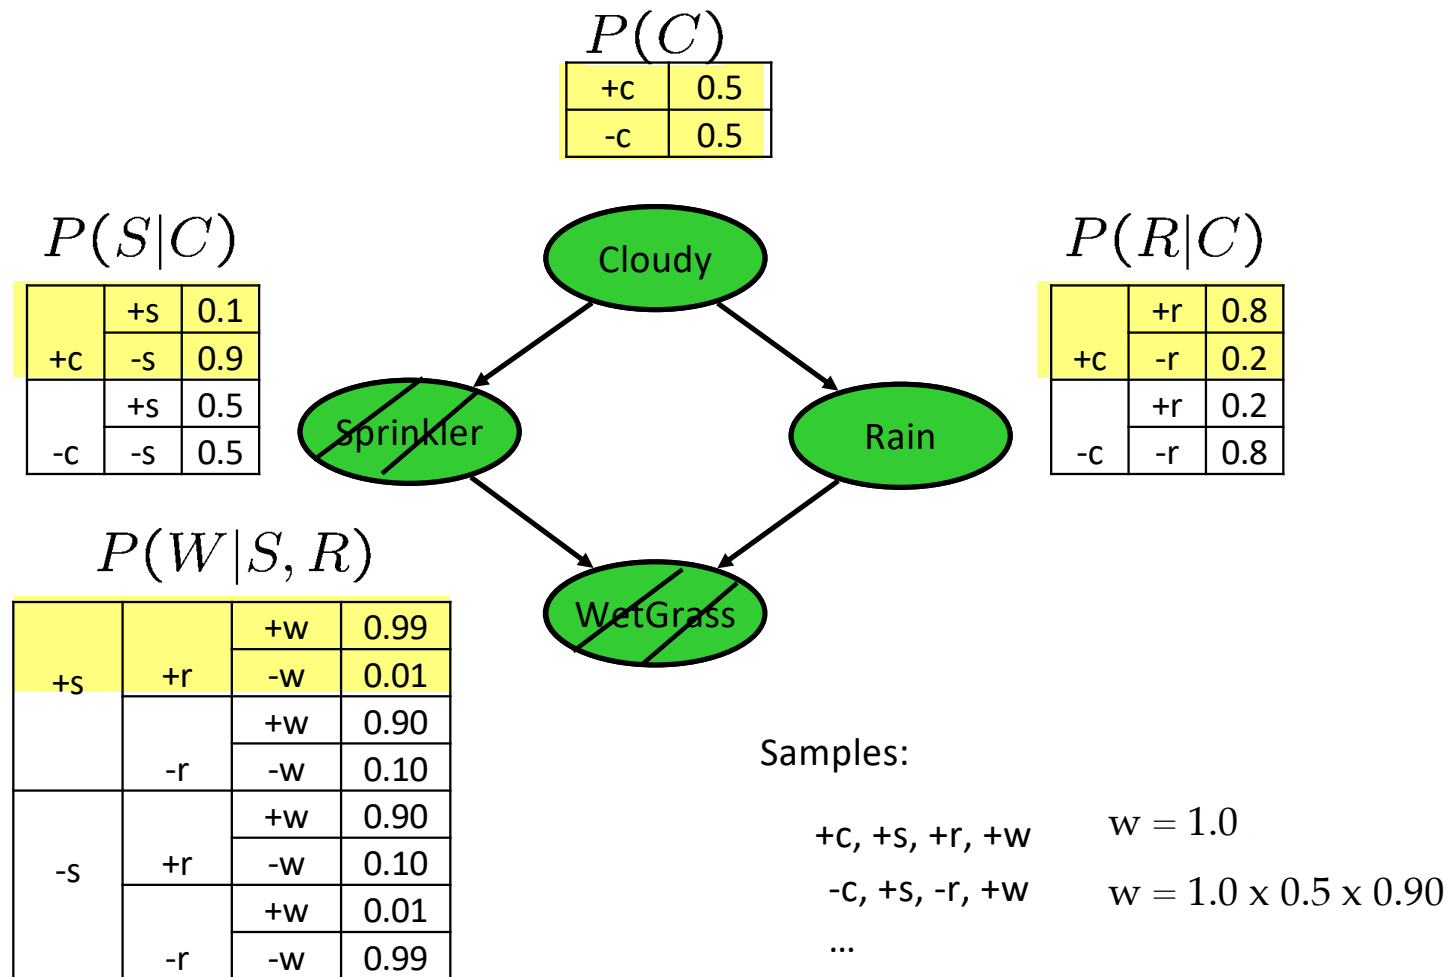 P(C)
+c 0.5
-c 0.5
P(S|C)
+s 0.1
+c -s 0.9
+s 0.5
-c -s 0.5
Cloudy
P(R|C)
+r 0.8
+c -r 0.2
+r 0.2
-c -r 0.8
Sprinkler
Rain
P(W|S, R)
+w 0.99
+s +r -w 0.01
+w 0.90
-r -w 0.10
+w 0.90
-s +r -w 0.10
+w 0.01
-r -w 0.99
WetGrass
Samples:
+c, +s, +r, +w w = 1.0
-c, +s, -r, +w w = 1.0 x 0.5 x 0.90
...